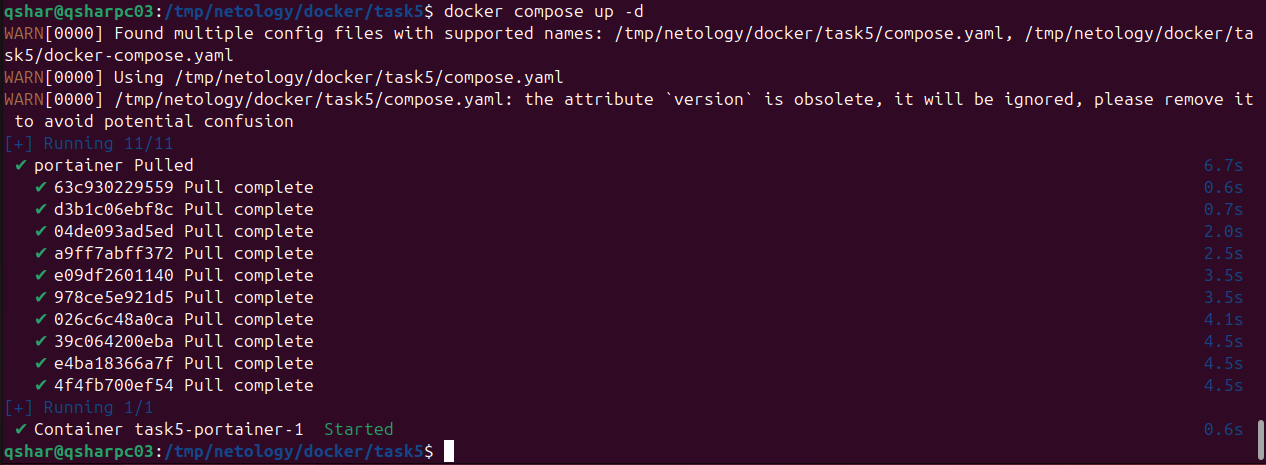 qshar@qsharpc03:/tmp/netology/docker/task5$ docker compose up -d
WARN[0000] Found multiple config files with supported names: /tmp/netology/docker/task5/compose.yaml, /tmp/netology/docker/ta
sk5/docker-compose.yaml
WARN[0000] Using /tmp/netology/docker/task5/compose.yaml
WARN[0000] /tmp/netology/docker/task5/compose.yaml: the attribute `version` is obsolete, it will be ignored, please remove it
 to avoid potential confusion
[+] Running 11/11
 ✔ portainer Pulled 6.7s
   ✔ 63c930229559 Pull complete 0.6s
   ✔ d3b1c06ebf8c Pull complete 0.7s
   ✔ 04de093ad5ed Pull complete 2.0s
   ✔ a9ff7abff372 Pull complete 2.5s
   ✔ e09df2601140 Pull complete 3.5s
   ✔ 978ce5e921d5 Pull complete 3.5s
   ✔ 026c6c48a0ca Pull complete 4.1s
   ✔ 39c064200eba Pull complete 4.5s
   ✔ e4ba18366a7f Pull complete 4.5s
   ✔ 4f4fb700ef54 Pull complete 4.5s
[+] Running 1/1
 ✔ Container task5-portainer-1  Started 0.6s
qshar@qsharpc03:/tmp/netology/docker/task5$